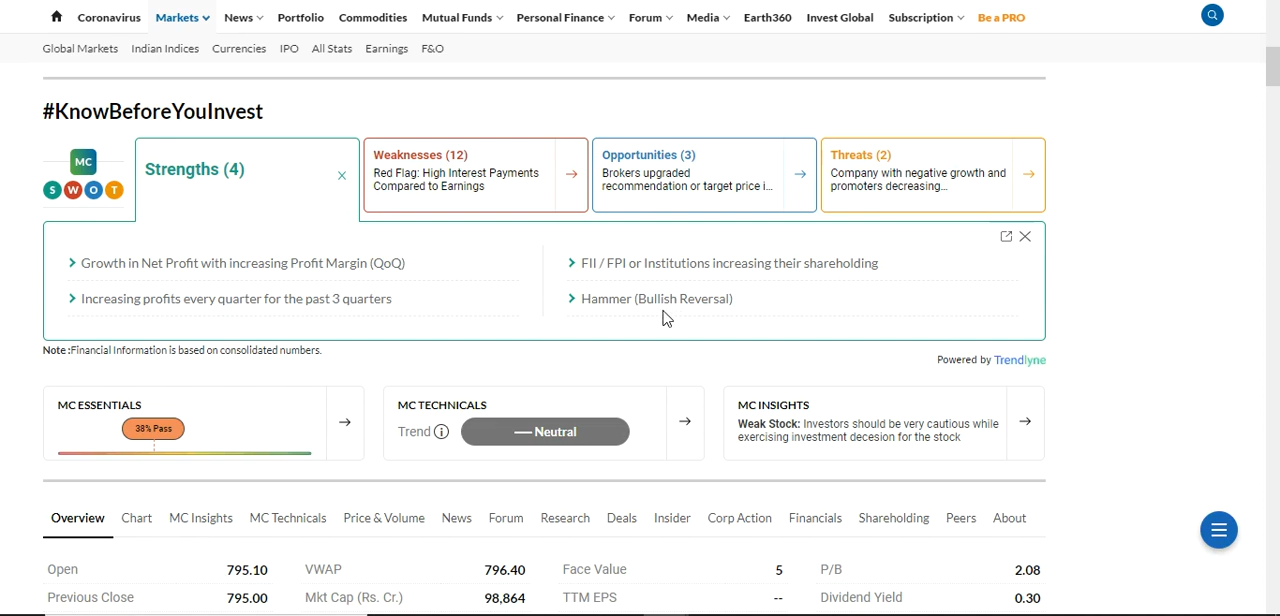 Coronavirus Markets News Portfolio Commodities Mutual Funds Personal Finance Forum Media Earth360 Invest Global Subscription Be a PRO
Global Markets Indian Indices Currencies IPO All Stats Earnings F&O
#KnowBeforeYouInvest
MC
S W O T
Strengths (4)
Weaknesses (12)
Red Flag: High Interest Payments
Compared to Earnings
Opportunities (3)
Brokers upgraded
recommendation or target price i...
Threats (2)
Company with negative growth and
promoters decreasing...
Growth in Net Profit with increasing Profit Margin (QoQ)
FII / FPI or Institutions increasing their shareholding
Increasing profits every quarter for the past 3 quarters
Hammer (Bullish Reversal)
Note :Financial Information is based on consolidated numbers.
Powered by Trendlyne
MC ESSENTIALS
38% Pass
MC TECHNICALS
Trend
Neutral
MC INSIGHTS
Weak Stock: Investors should be very cautious while
exercising investment decesion for the stock
Overview Chart MC Insights MC Technicals Price & Volume News Forum Research Deals Insider Corp Action Financials Shareholding Peers About
Open 795.10 VWAP 796.40 Face Value 5 P/B 2.08
Previous Close 795.00 Mkt Cap (Rs. Cr.) 98,864 TTM EPS -- Dividend Yield 0.30